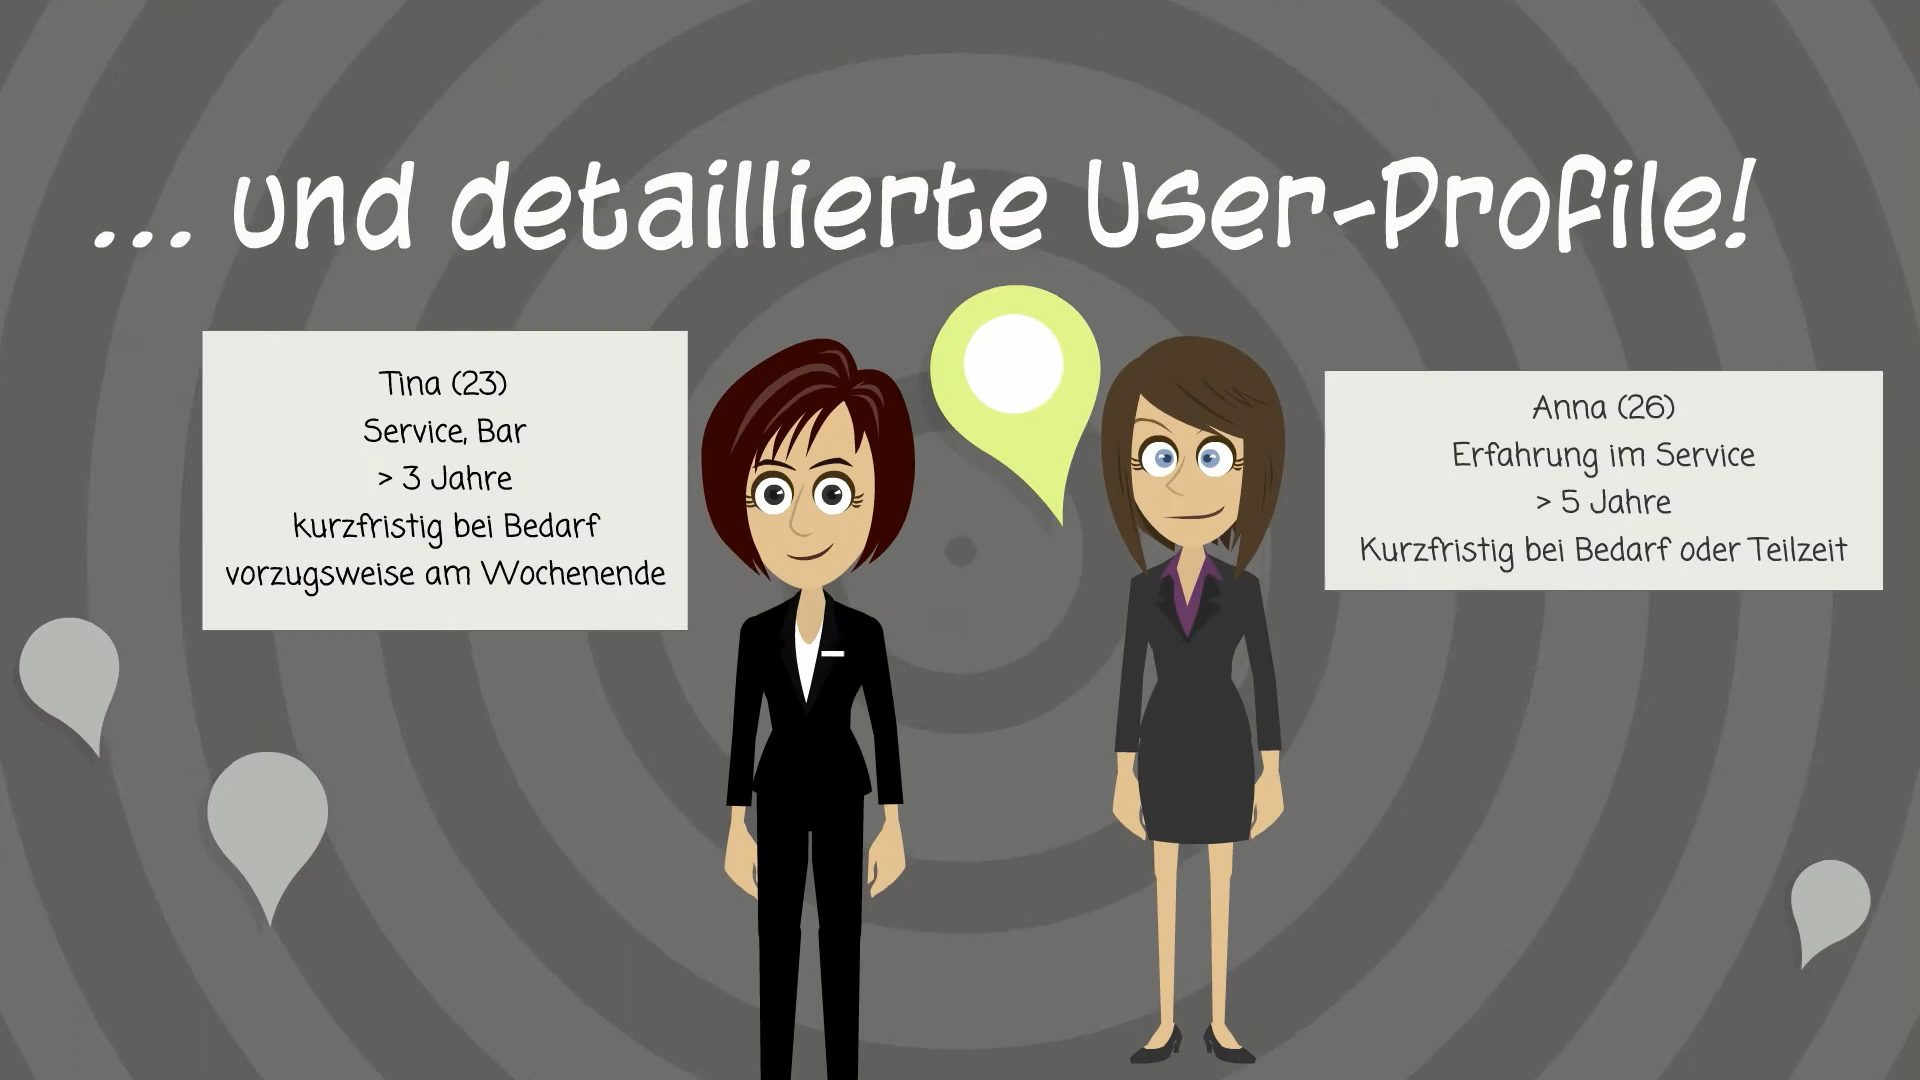 ... und detaillierte User-Profile!
Tina (23)
Service, Bar
> 3 Jahre
kurzfristig bei Bedarf
vorzugsweise am Wochenende
Anna (26)
Erfahrung im Service
> 5 Jahre
Kurzfristig bei Bedarf oder Teilzeit